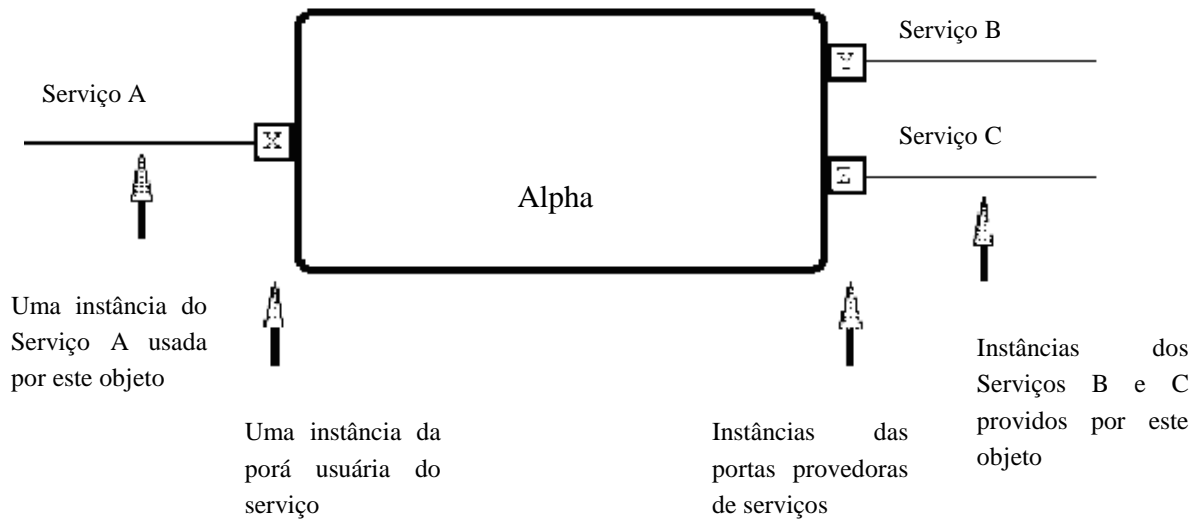 Serviço B
Serviço A
Y
X
Serviço C
Alpha
Uma instância do
Serviço A usada
por este objeto
Uma instância da
porá usuária do
serviço
Instâncias das
portas provedoras
de serviços
Instâncias dos
Serviços B e C
providos por este
objeto